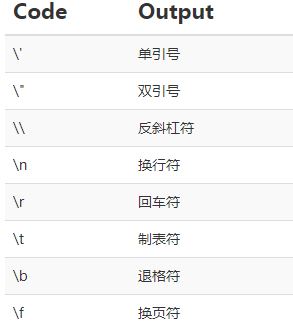 Code Output
\' 单引号
\" 双引号
\\ 反斜杠符
\n 换行符
\r 回车符
\t 制表符
\b 退格符
\f 换页符